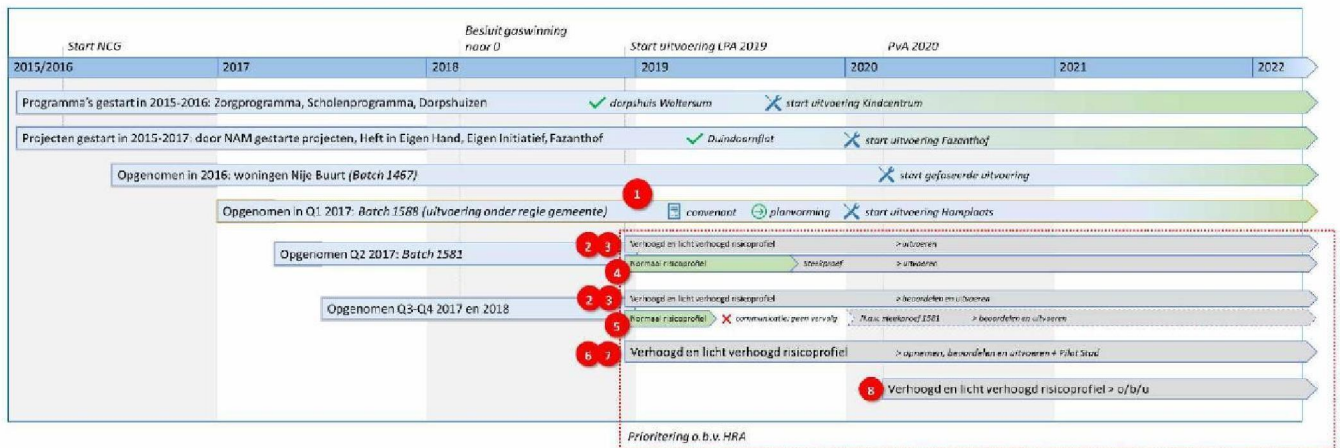 Start NCG
Besluit gaswinning
naar 0
Start uitvoering LPA 2019
PvA 2020
2015/2016
2017
2018
2019
2020
2021
2022
Programma's gestart in 2015-2016: Zorgprogramma, Scholenprogramma, Dorpshuizen
dorpshuis Woltersum
start uitvoering Kindcentrum
Projecten gestart in 2015-2017: door NAM gestarte projecten, Heft in Eigen Hand, Eigen Initiatief, Fazanthof
Duindoornflat
start uitvoering Fazanthof
Opgenomen in 2016: woningen Nije Buurt (Batch 1467)
start gefaseerde uitvoering
1
Opgenomen in Q1 2017: Batch 1588 (uitvoering onder regie gemeente)
convenant
planvorming
start uitvoering Hamplaats
Opgenomen Q2 2017: Batch 1581
2 3
Verhoogd en licht verhoogd risicoprofiel
> uitvoeren
4
Normaal risicoprofiel
Steekproef
> uitvoeren
Opgenomen Q3-Q4 2017 en 2018
2 3
Verhoogd en licht verhoogd risicoprofiel
> beoordelen en uitvoeren
5
Normaal risicoprofiel
communicatie: geen vervolg
N.a.v. steekproef 1581
> beoordelen en uitvoeren
6 7
Verhoogd en licht verhoogd risicoprofiel
> opnemen, beoordelen en uitvoeren + Pilot Stad
8
Verhoogd en licht verhoogd risicoprofiel > o/b/u
Prioritering o.b.v. HRA